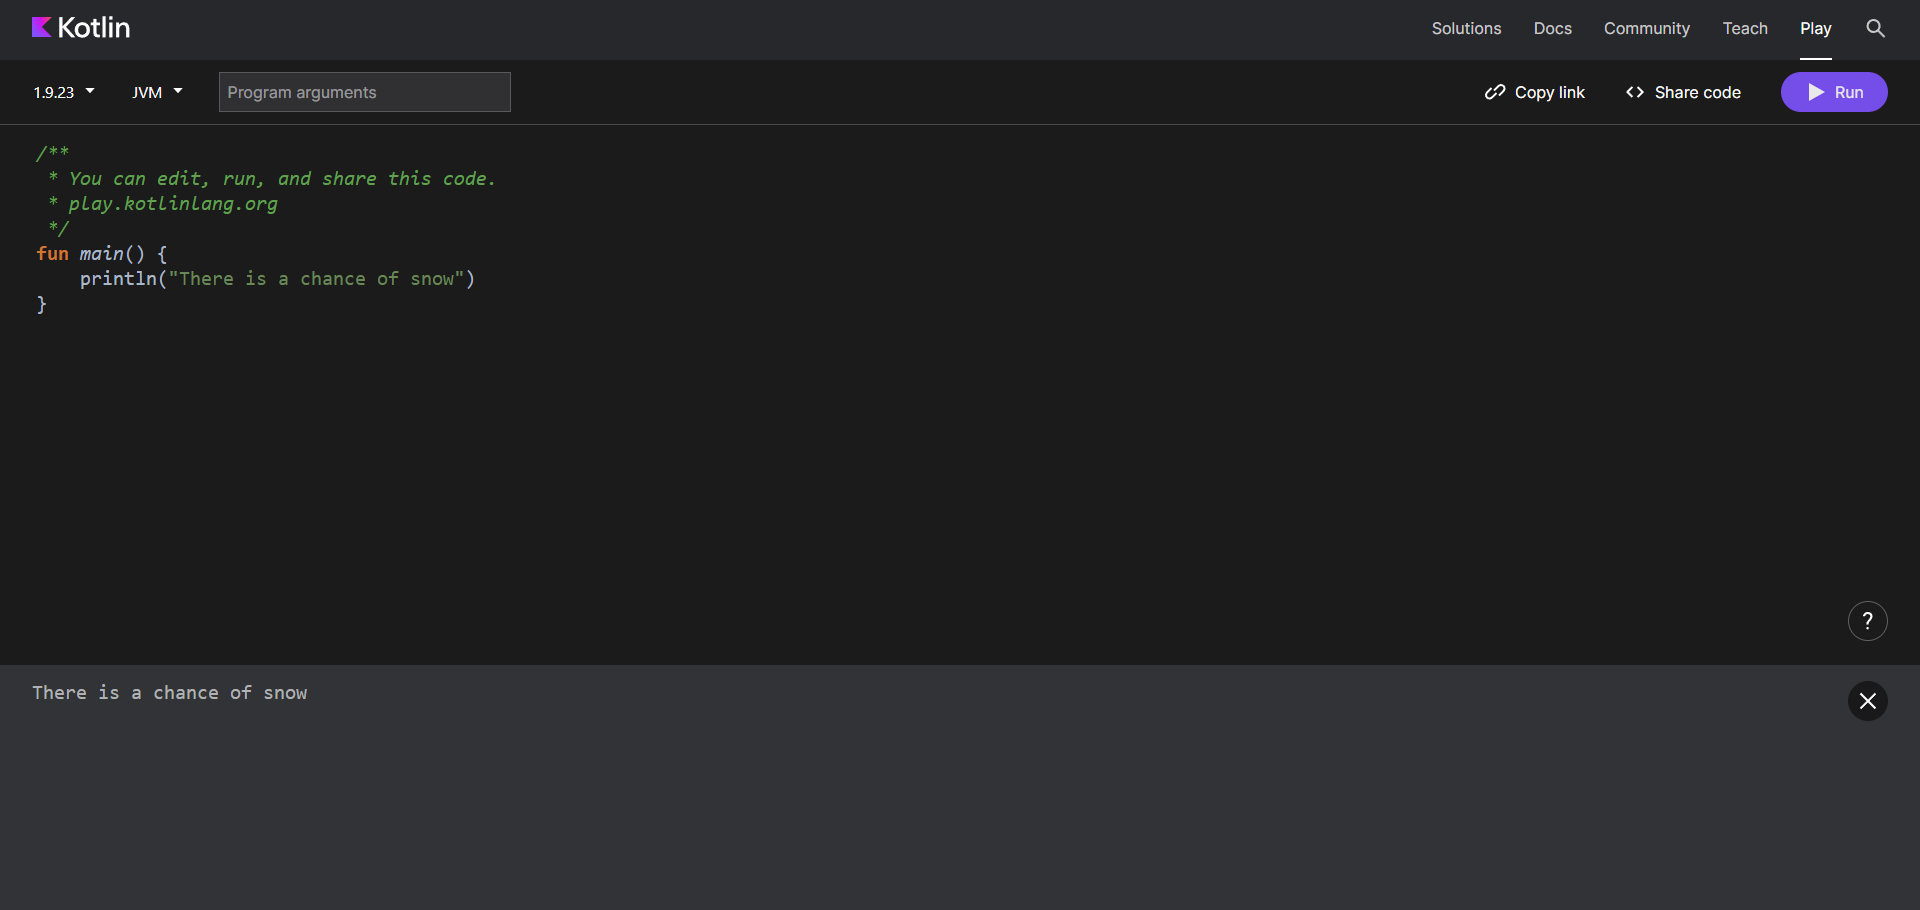 Kotlin
Solutions Docs Community Teach Play
1.9.23 JVM Program arguments Copy link Share code Run
/**
 * You can edit, run, and share this code.
 * play.kotlinlang.org
 */
fun main() {
    println("There is a chance of snow")
}
?
There is a chance of snow